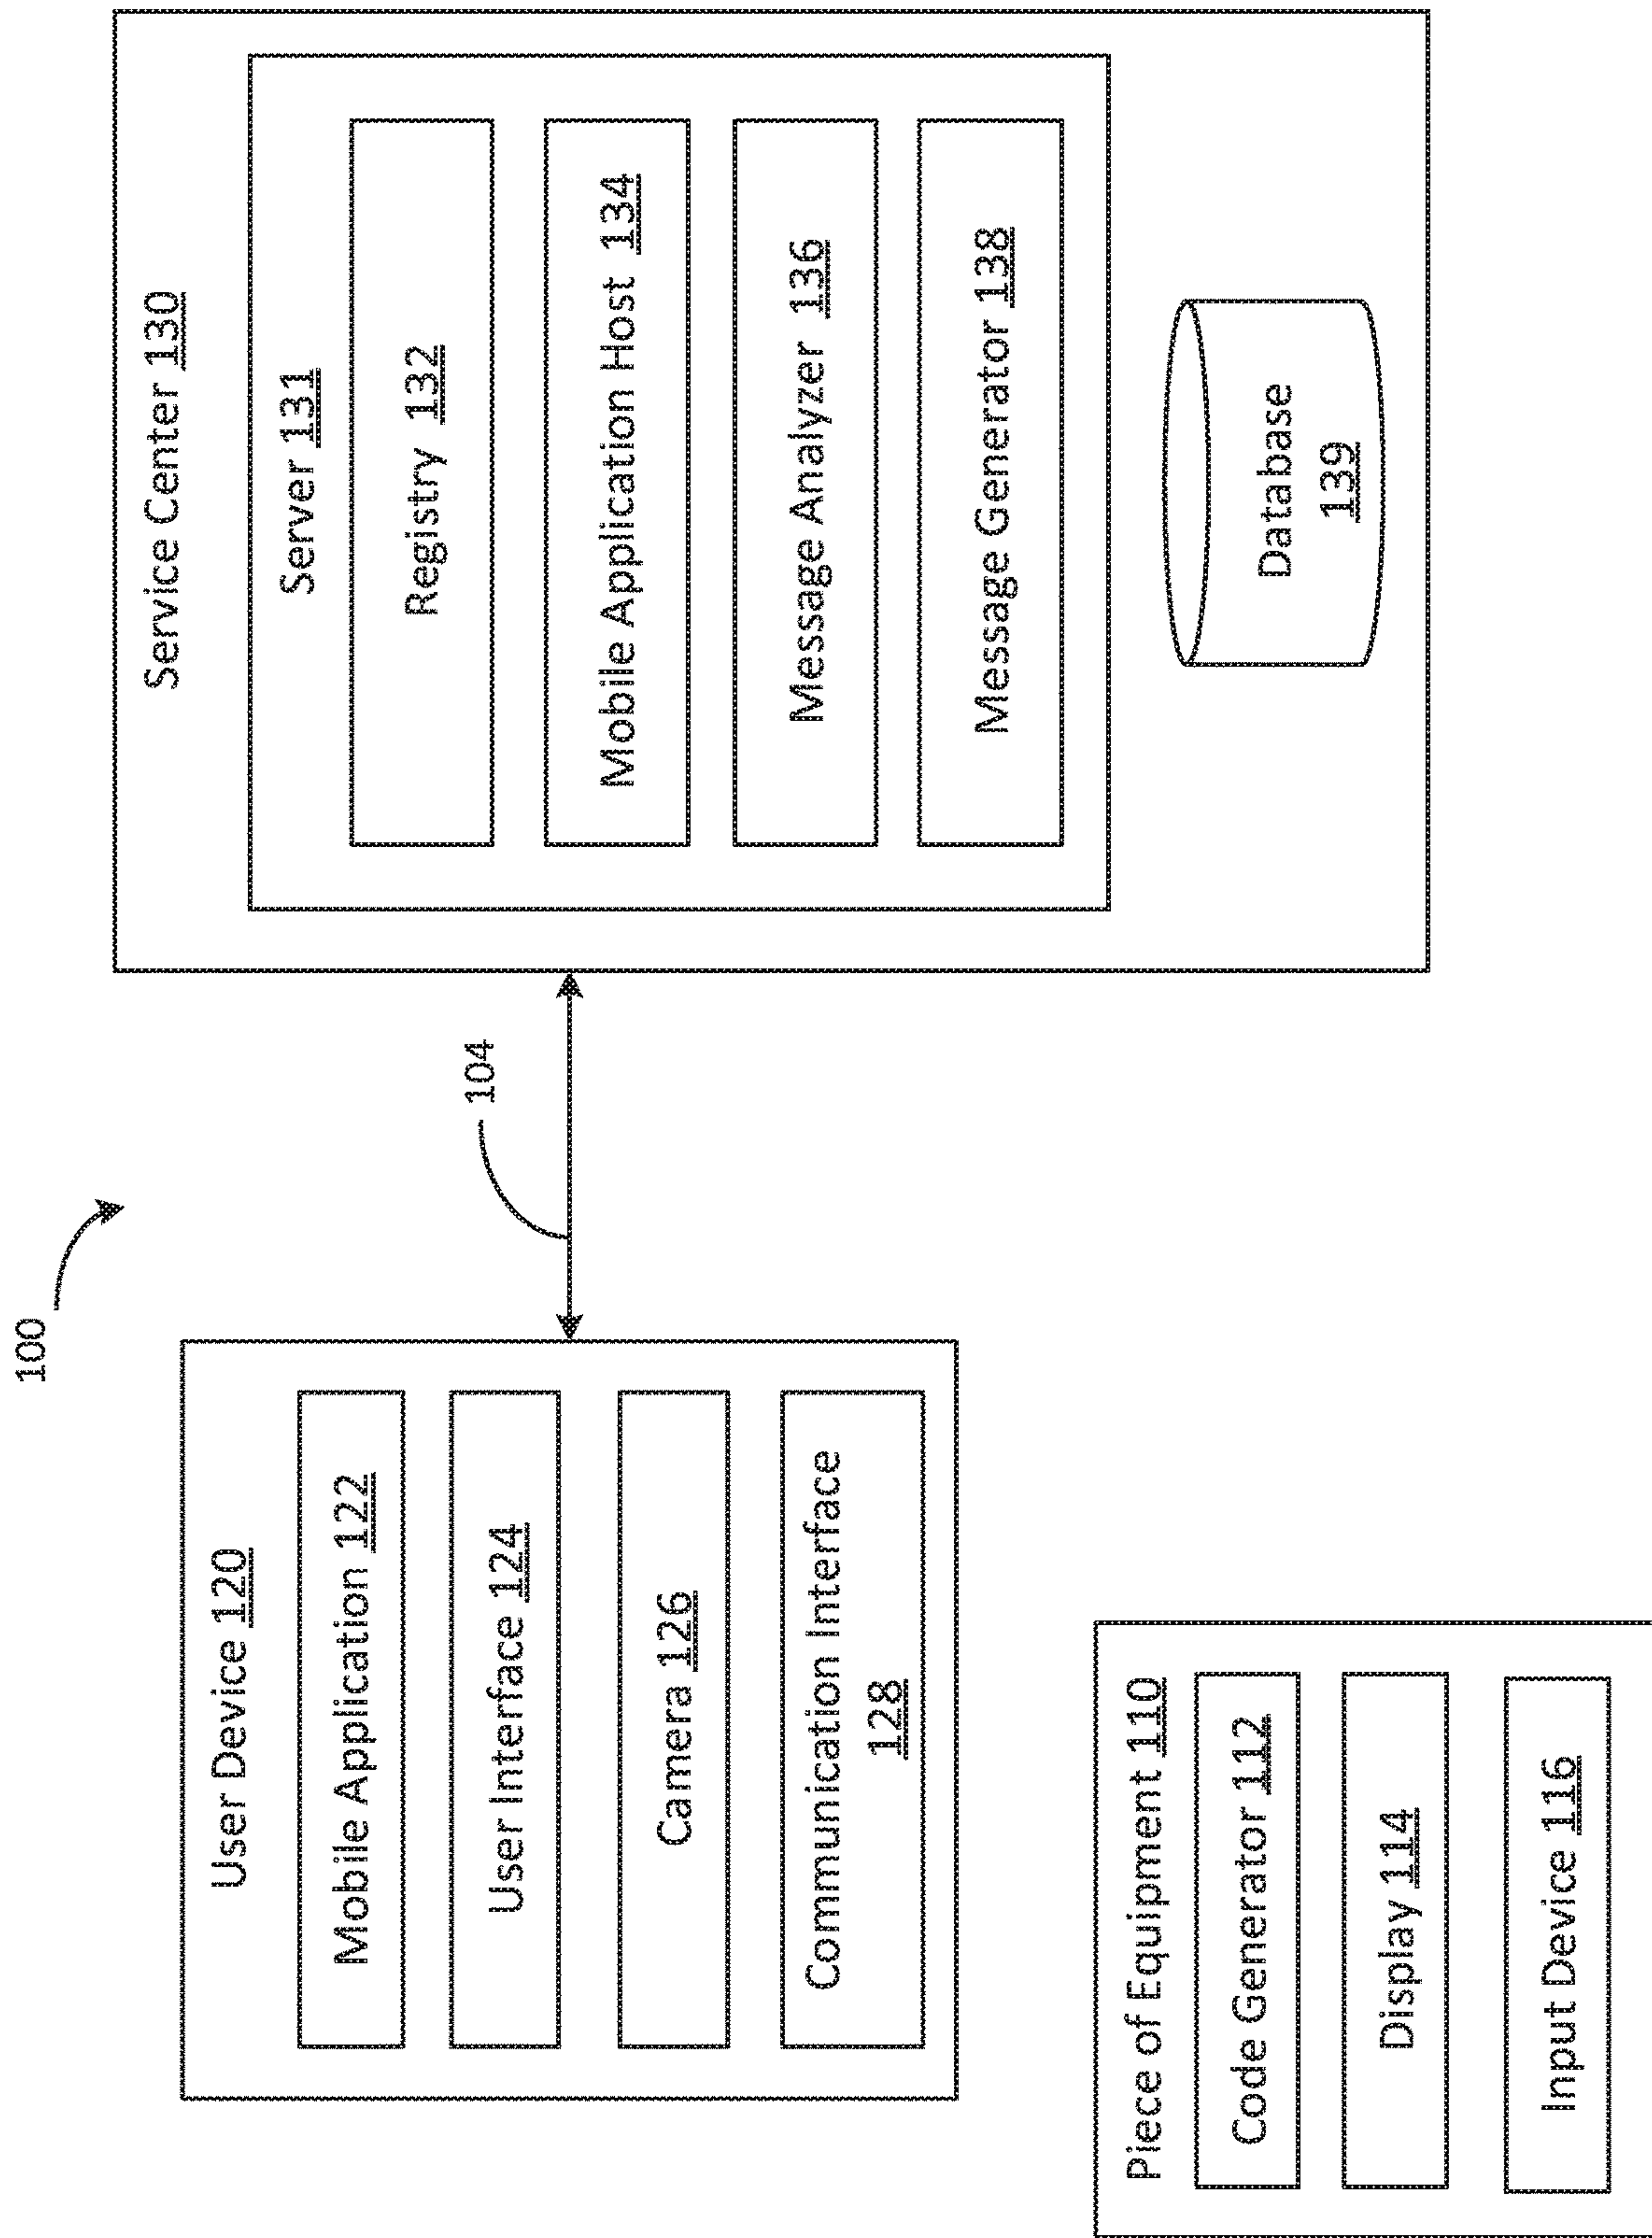 100
104
User Device 120
Mobile Application 122
User Interface 124
Camera 126
Communication Interface
128
Piece of Equipment 110
Code Generator 112
Display 114
Input Device 116
Service Center 130
Server 131
Registry 132
Mobile Application Host 134
Message Analyzer 136
Message Generator 138
Database
139